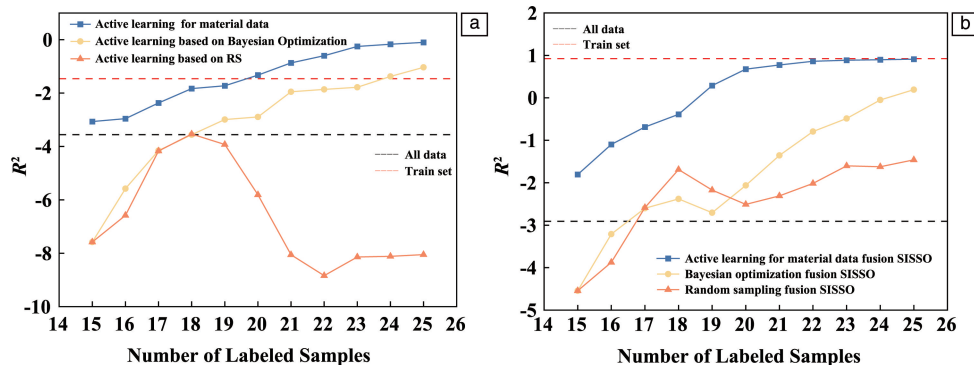 a
Active learning for material data
Active learning based on Bayesian Optimization
Active learning based on RS
0
-2
-4
-6
-8
-10
R²
All data
Train set
14 15 16 17 18 19 20 21 22 23 24 25 26
Number of Labeled Samples
b
All data
Train set
2
1
0
-1
-2
-3
-4
-5
R²
Active learning for material data fusion SISSO
Bayesian optimization fusion SISSO
Random sampling fusion SISSO
14 15 16 17 18 19 20 21 22 23 24 25 26
Number of Labeled Samples